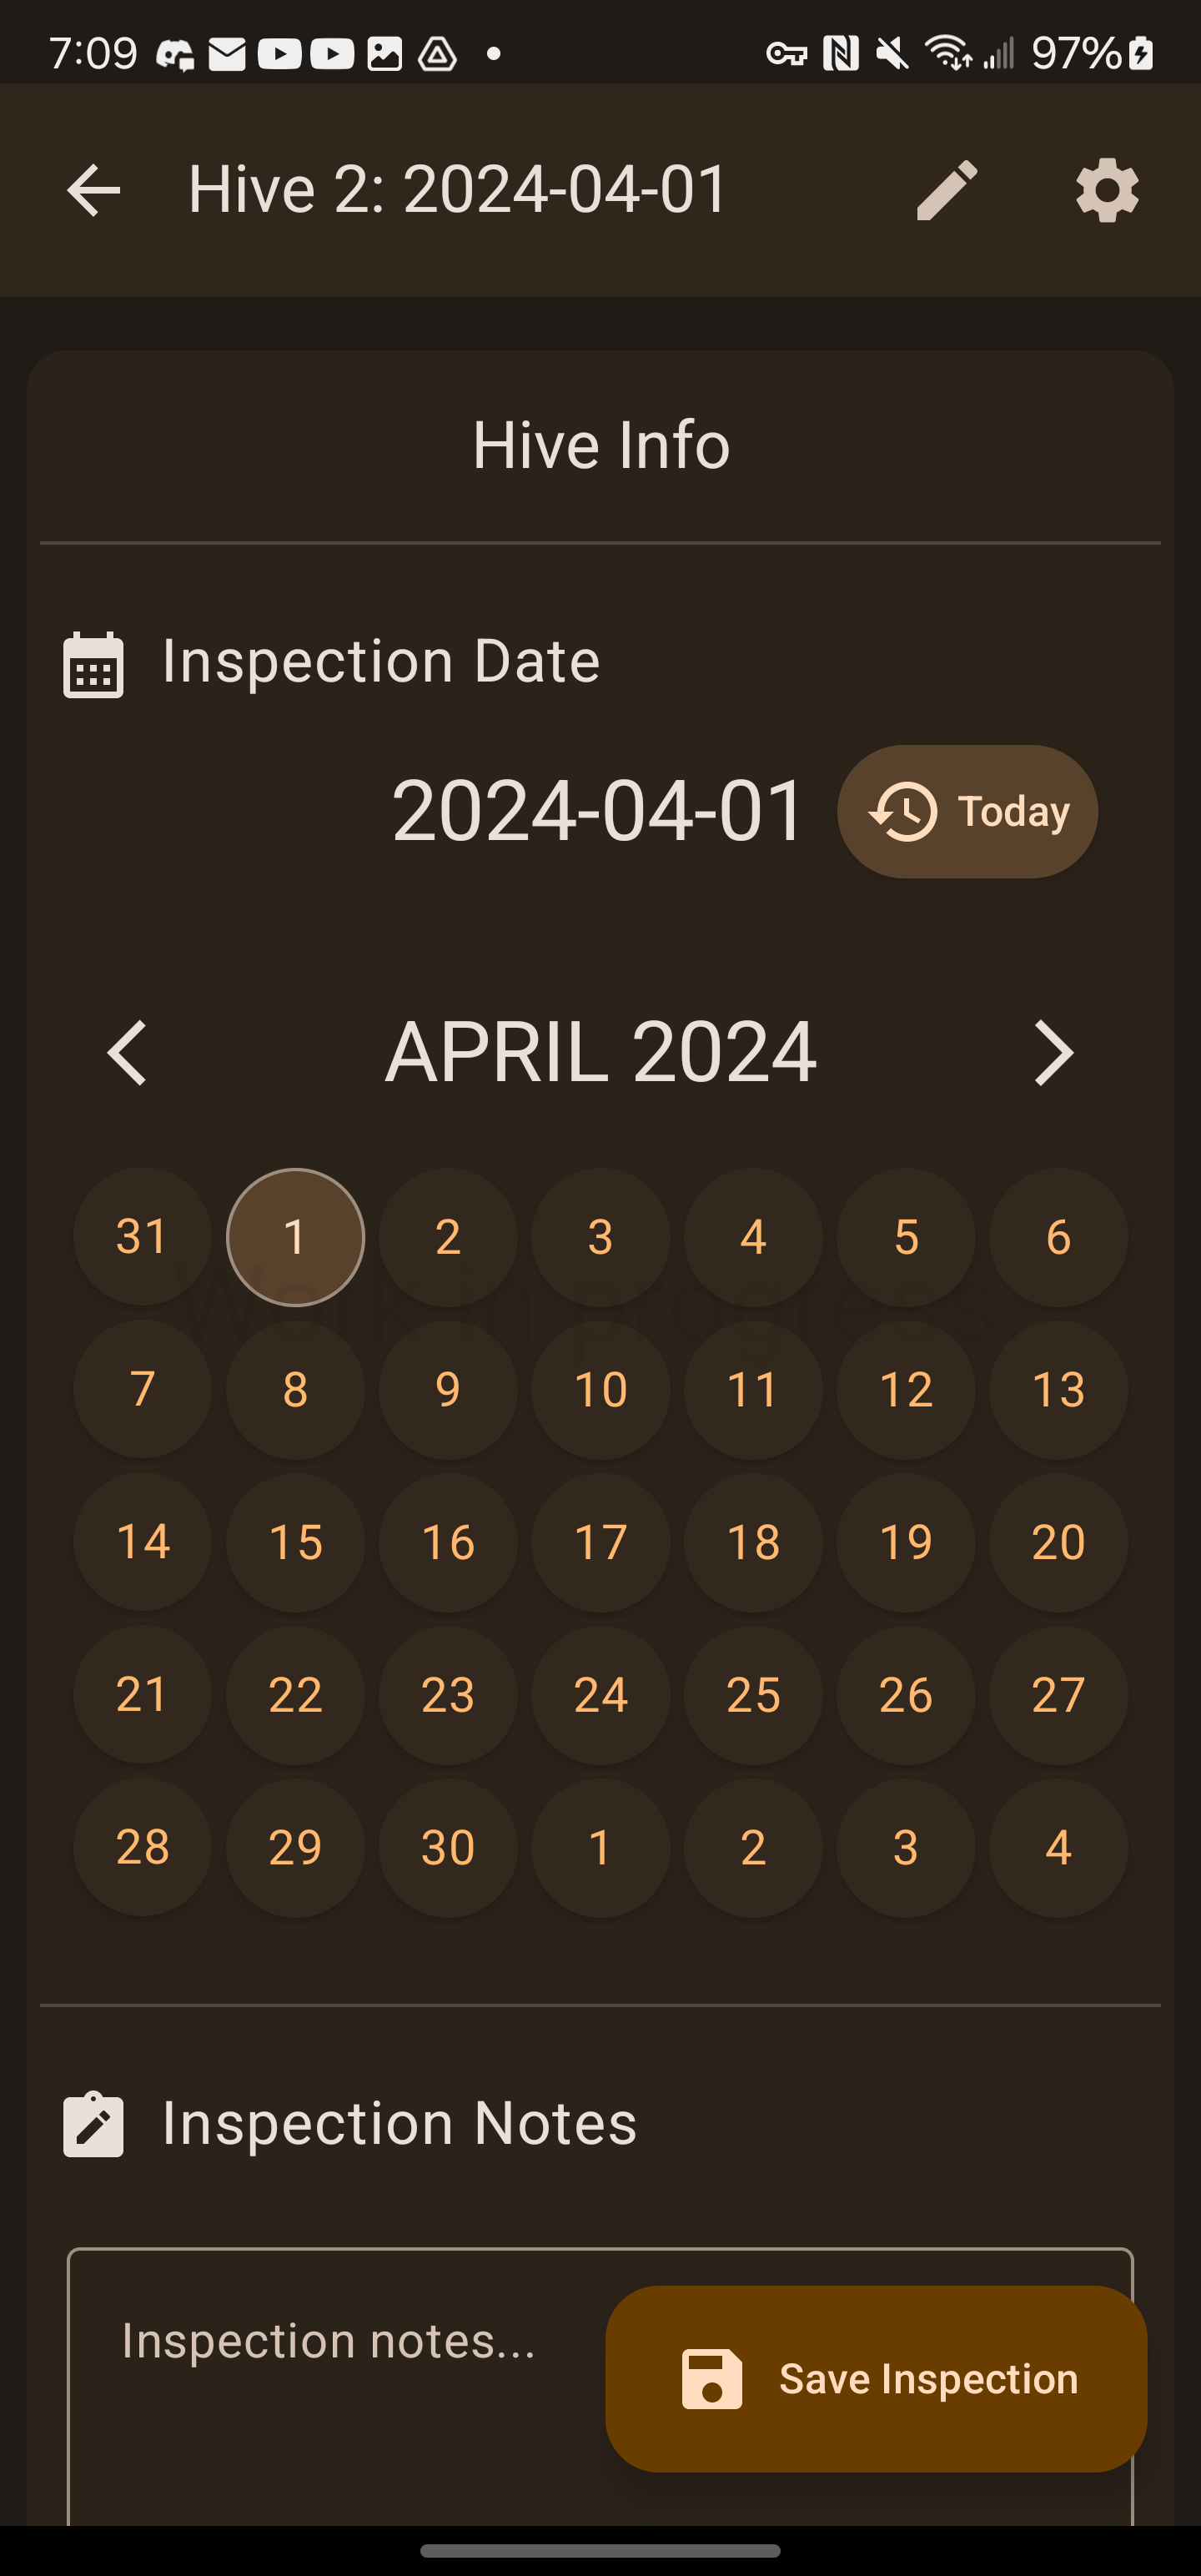 7:09 97%
Hive 2: 2024-04-01
Hive Info
Inspection Date
2024-04-01 Today
APRIL 2024
31 1 2 3 4 5 6
Work in progress
7 8 9 10 11 12 13
14 15 16 17 18 19 20
21 22 23 24 25 26 27
28 29 30 1 2 3 4
Inspection Notes
Inspection notes...
Save Inspection